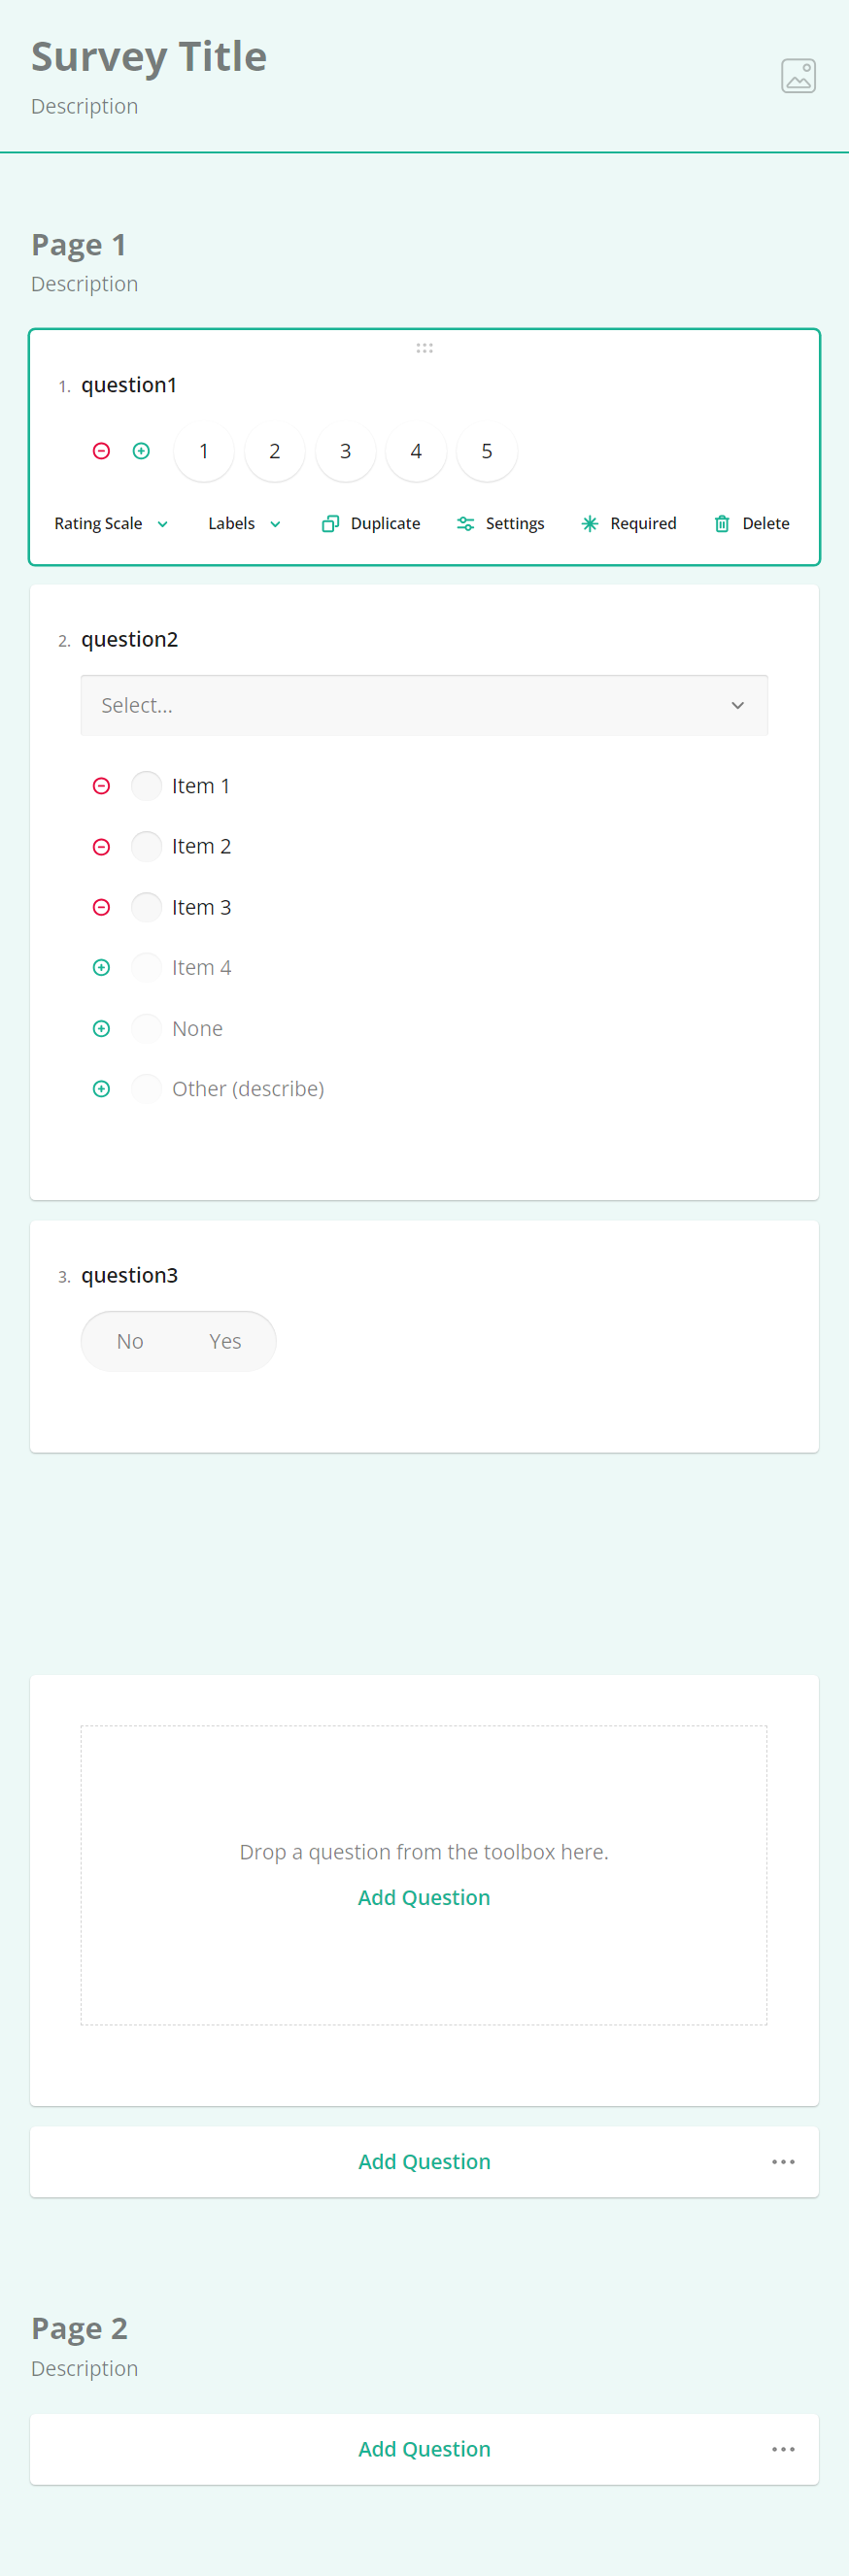 Survey Title
Description
Page 1
Description
1. question1
1 2 3 4 5
Rating Scale Labels Duplicate Settings Required Delete
2. question2
Select...
Item 1
Item 2
Item 3
Item 4
None
Other (describe)
3. question3
No Yes
Drop a question from the toolbox here.
Add Question
Add Question
Page 2
Description
Add Question